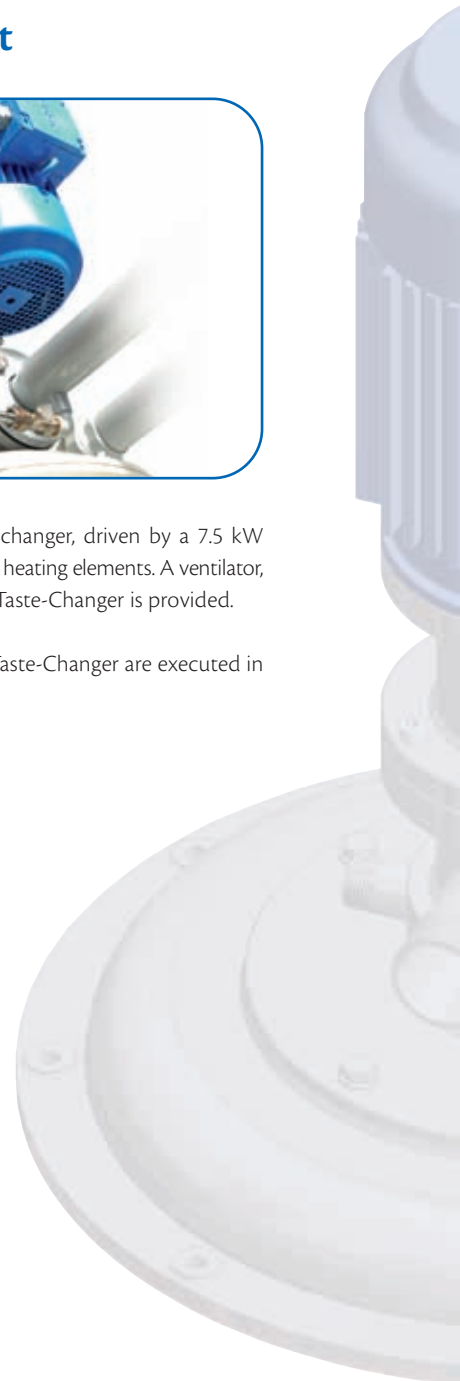 t
changer, driven by a 7.5 kW
heating elements. A ventilator,
Taste-Changer is provided.
Taste-Changer are executed in